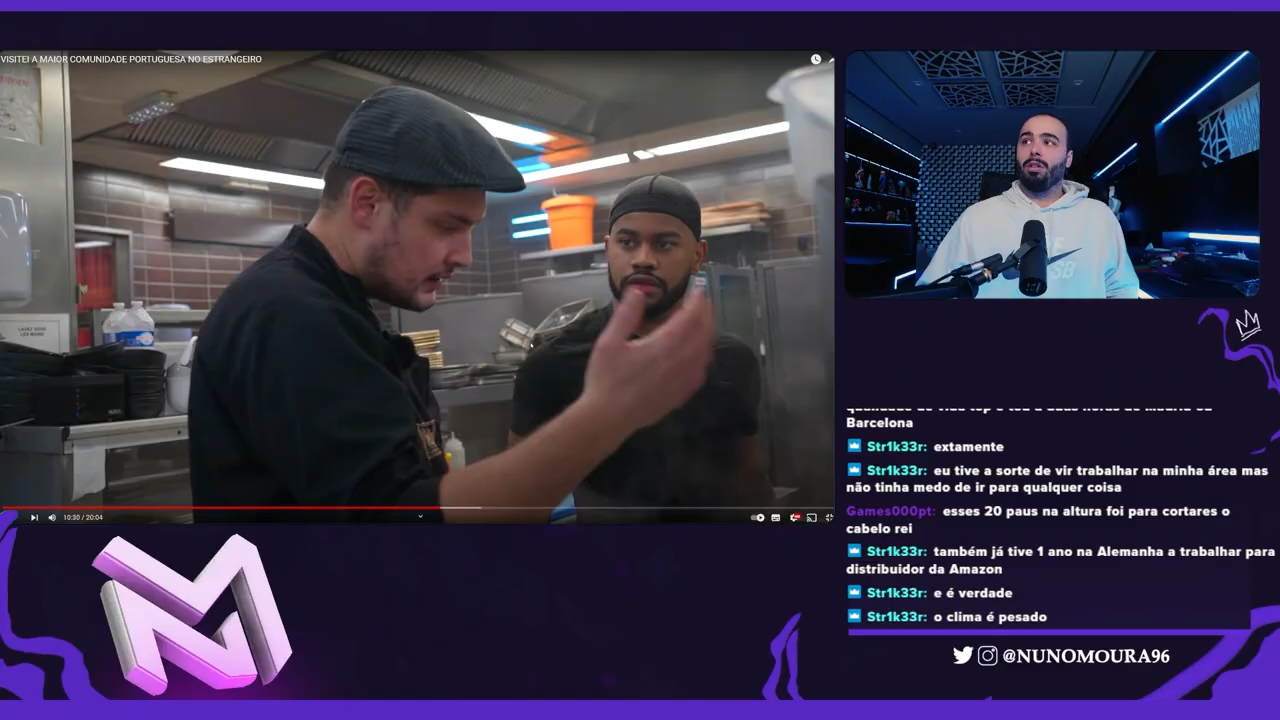 VISITEI A MAIOR COMUNIDADE PORTUGUESA NO ESTRANGEIRO
LES MAINS
10:30 / 20:04
Barcelona
Str1k33r: extamente
Str1k33r: eu tive a sorte de vir trabalhar na minha área mas
não tinha medo de ir para qualquer coisa
Games000pt: esses 20 paus na altura foi para cortares o
cabelo rei
Str1k33r: também já tive 1 ano na Alemanha a trabalhar para
distribuidor da Amazon
Str1k33r: e é verdade
Str1k33r: o clima é pesado
@NUNOMOURA96